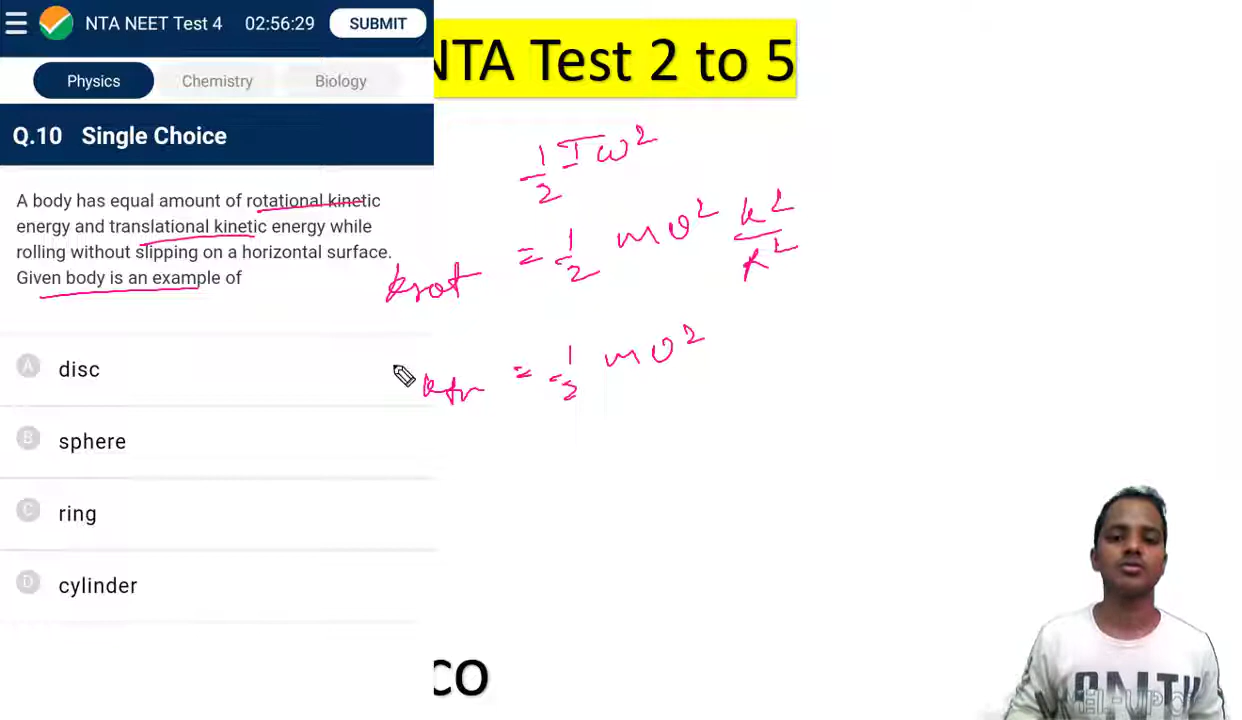 NTA NEET Test 4 02:56:29 SUBMIT
NTA Test 2 to 5
Physics Chemistry Biology
Q.10 Single Choice
A body has equal amount of rotational kinetic
energy and translational kinetic energy while
rolling without slipping on a horizontal surface.
Given body is an example of
A disc
B sphere
C ring
D cylinder
1/2 Iω²
Krot = 1/2 mv² k²/R²
ktr = 1/2 mv²
co